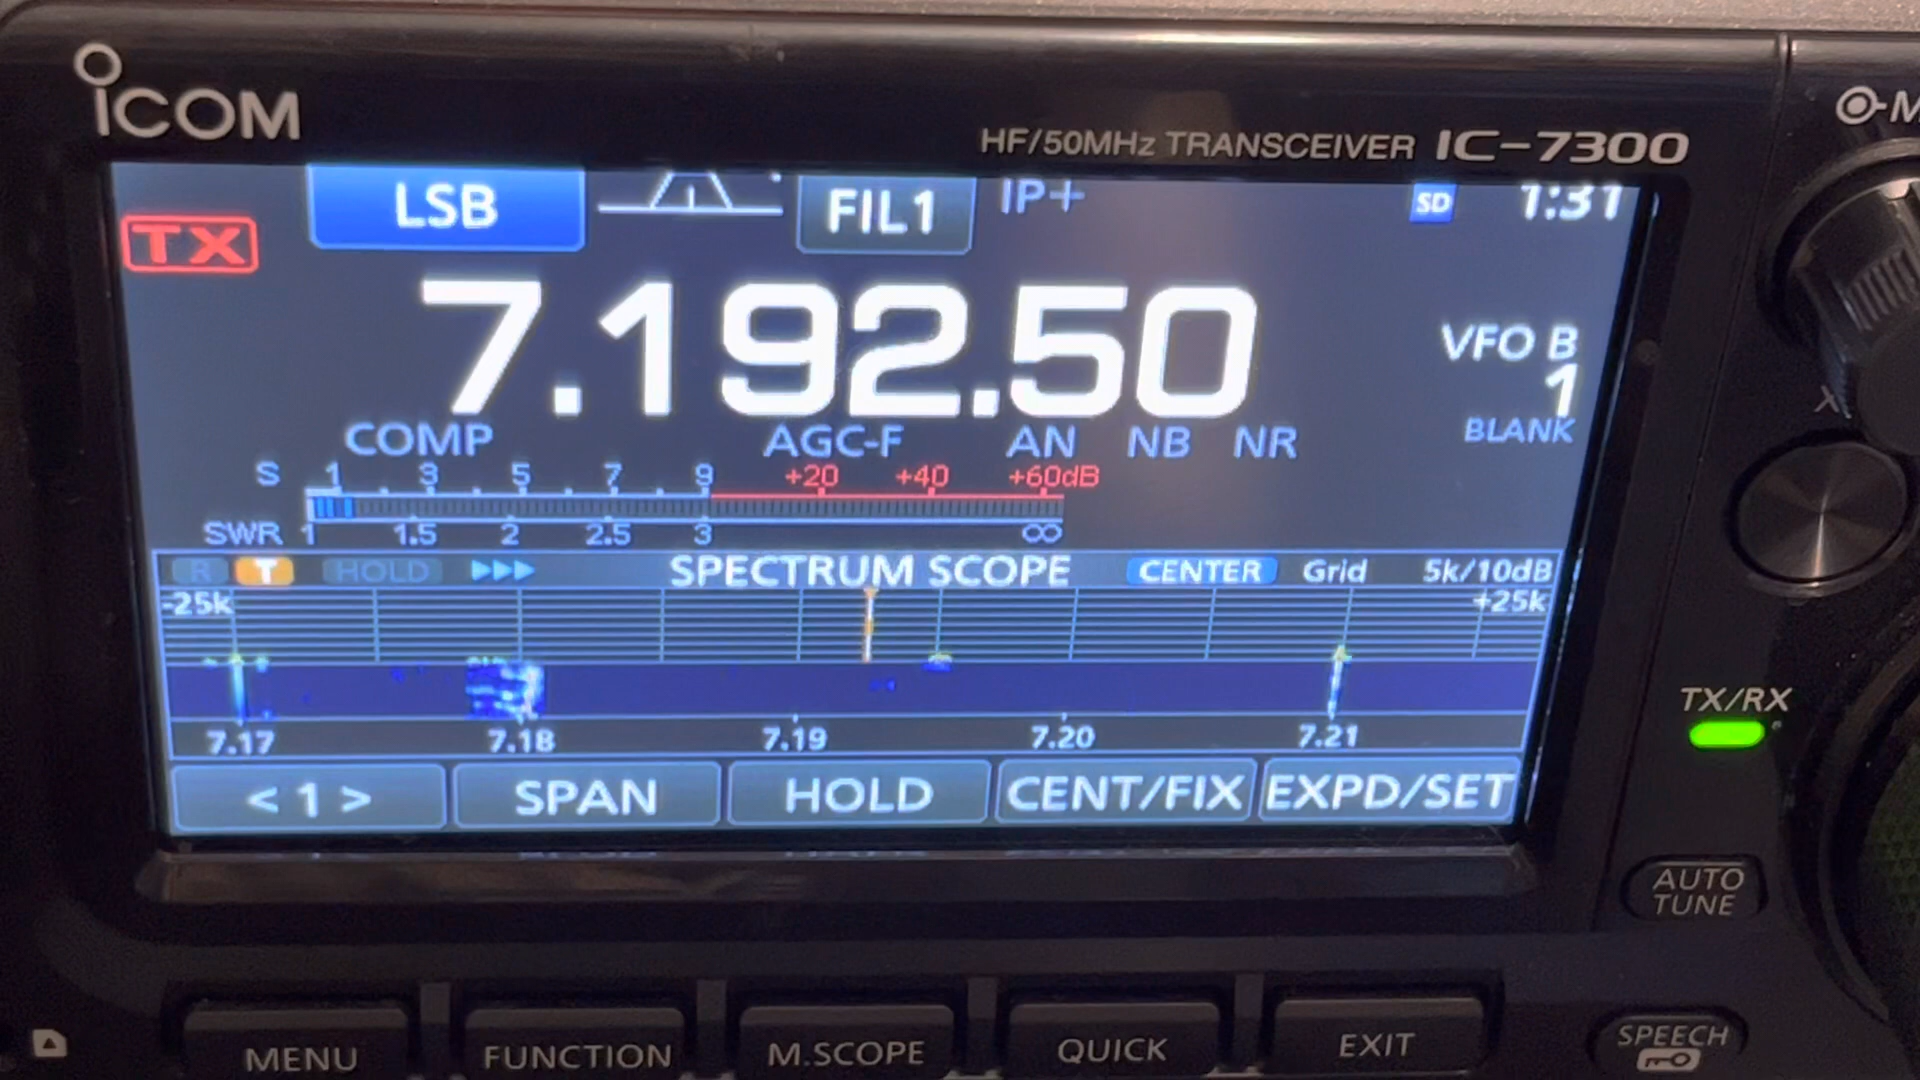 ICOM
HF/50MHz TRANSCEIVER IC-7300
LSB FIL1 IP+ SD 1:31
TX
7.192.50
VFO B
1
COMP AGC-F AN NB NR BLANK
S 1 3 5 7 9 +20 +40 +60dB
SWR 1 1.5 2 2.5 3 ∞
R T HOLD SPECTRUM SCOPE CENTER Grid 5k/10dB
-25k +25k
7.17 7.18 7.19 7.20 7.21
< 1 > SPAN HOLD CENT/FIX EXPD/SET
TX/RX
AUTO
TUNE
MENU FUNCTION M.SCOPE QUICK EXIT
SPEECH